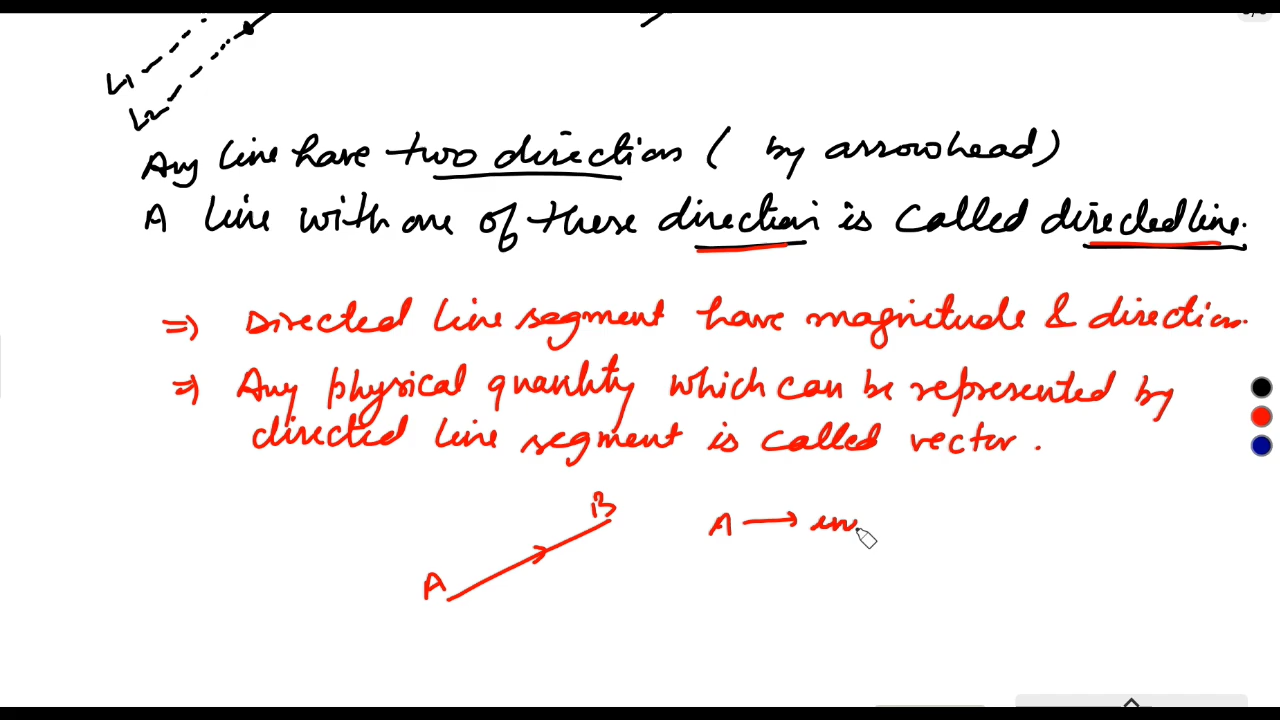 L1
L2
Any line have two direction ( by arrowhead)
A line with one of these direction is called directed line.
=> Directed line segment have magnitude & direction.
=> Any physical quantity which can be represented by
directed line segment is called vector.
B
A → in
A